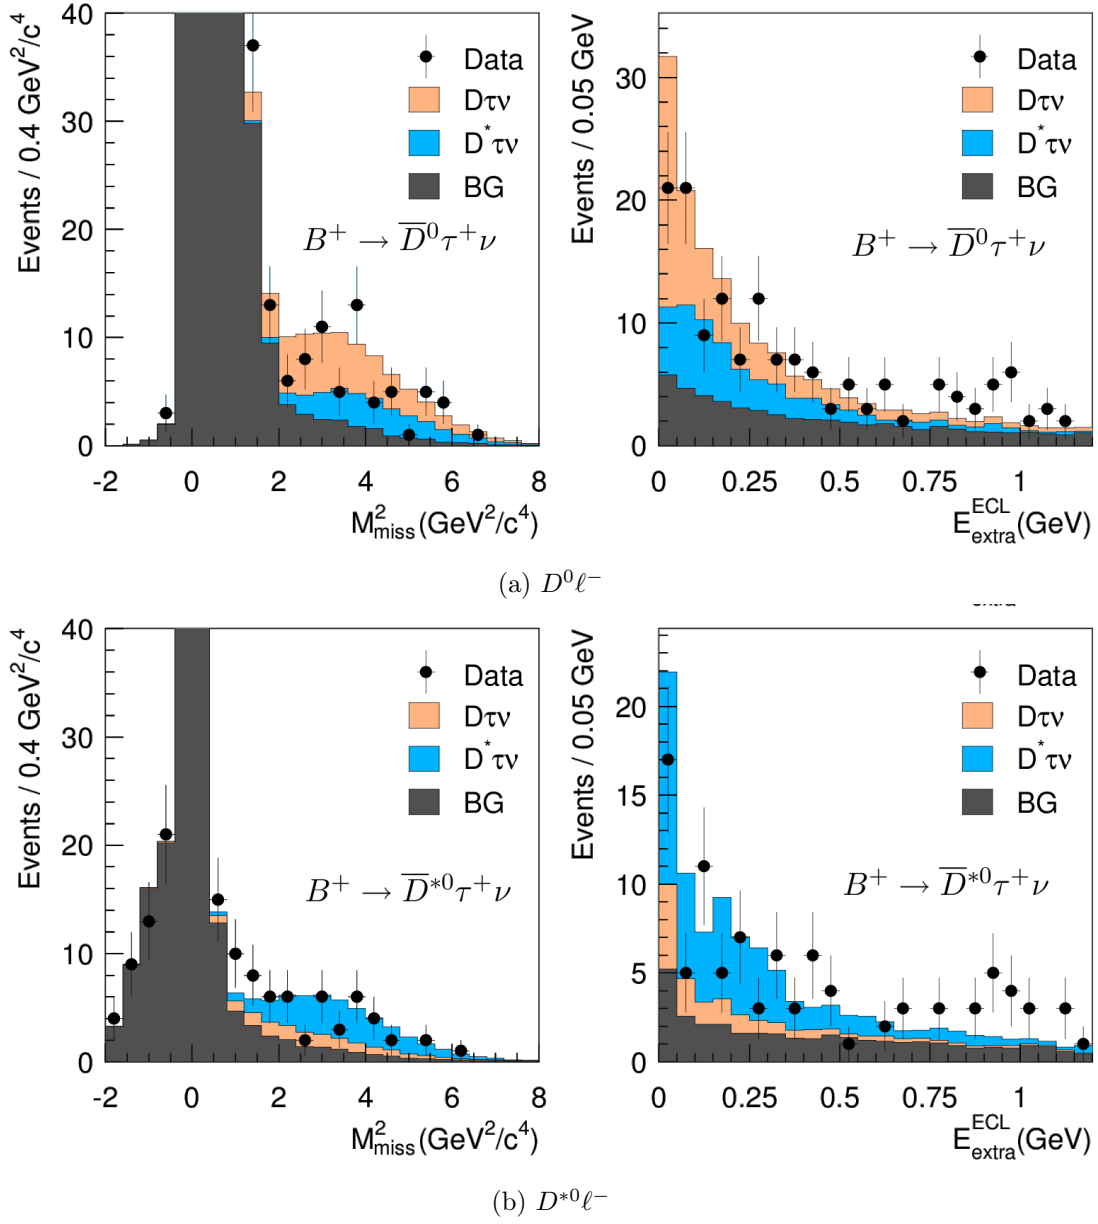 Events / 0.4 GeV²/c⁴
40
30
20
10
0
-2 0 2 4 6 8
M²miss(GeV²/c⁴)
Data
Dτν
D*τν
BG
B⁺ → D̅⁰τ⁺ν
Events / 0.05 GeV
30
20
10
0
0 0.25 0.5 0.75 1
E^ECL_extra(GeV)
Data
Dτν
D*τν
BG
B⁺ → D̅⁰τ⁺ν
(a) D⁰ℓ⁻
extra
Events / 0.4 GeV²/c⁴
40
30
20
10
0
-2 0 2 4 6 8
M²miss(GeV²/c⁴)
Data
Dτν
D*τν
BG
B⁺ → D̅*⁰τ⁺ν
Events / 0.05 GeV
20
15
10
5
0
0 0.25 0.5 0.75 1
E^ECL_extra(GeV)
Data
Dτν
D*τν
BG
B⁺ → D̅*⁰τ⁺ν
(b) D*⁰ℓ⁻